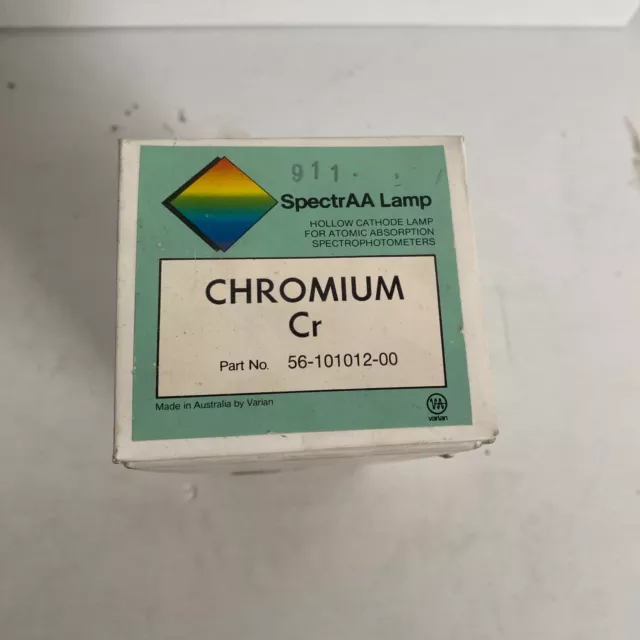 911
SpectrAA Lamp
HOLLOW CATHODE LAMP
FOR ATOMIC ABSORPTION
SPECTROPHOTOMETERS
CHROMIUM
Cr
Part No. 56-101012-00
Made in Australia by Varian
VA
varian